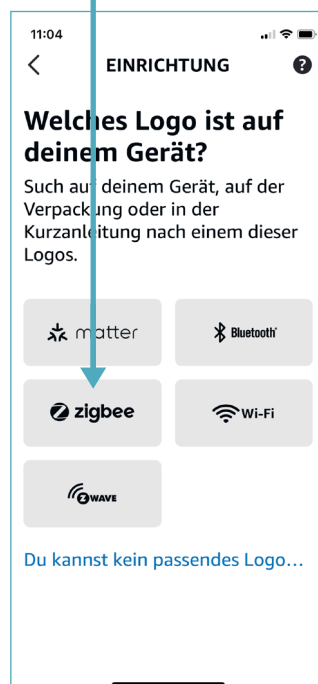 11:04
EINRICHTUNG ?
Welches Logo ist auf
deinem Gerät?
Such auf deinem Gerät, auf der
Verpackung oder in der
Kurzanleitung nach einem dieser
Logos.
matter Bluetooth®
zigbee Wi-Fi
Z WAVE
Du kannst kein passendes Logo...